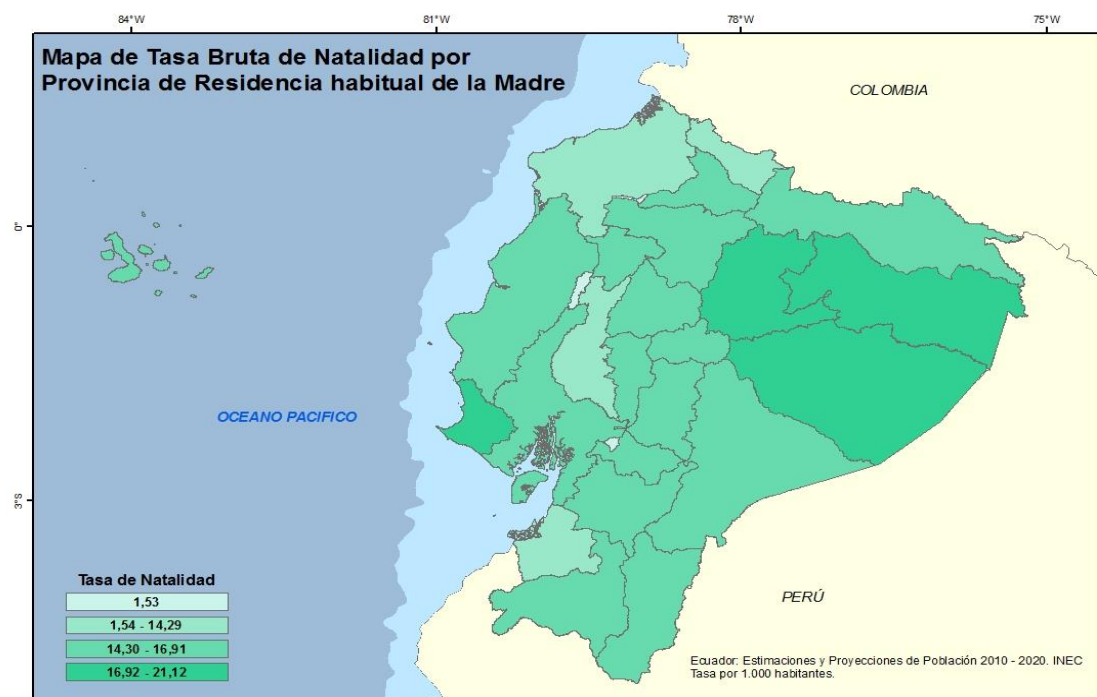 84°W
81°W
78°W
75°W
Mapa de Tasa Bruta de Natalidad por
Provincia de Residencia habitual de la Madre
COLOMBIA
0°
OCEANO PACIFICO
3°S
Tasa de Natalidad
1,53
1,54 - 14,29
14,30 - 16,91
16,92 - 21,12
PERÚ
Ecuador: Estimaciones y Proyecciones de Población 2010 - 2020. INEC
Tasa por 1.000 habitantes.